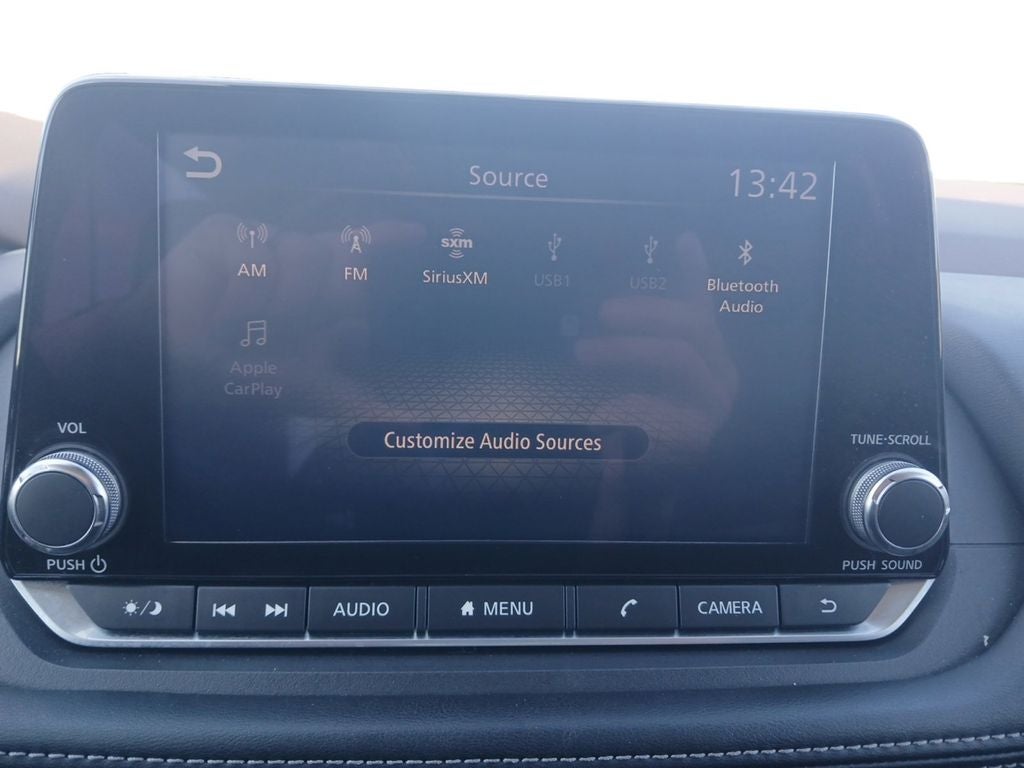 Source
13:42
AM
FM
sxm
SiriusXM
USB1
USB2
Bluetooth
Audio
Apple
CarPlay
Customize Audio Sources
VOL
TUNE·SCROLL
PUSH
PUSH SOUND
AUDIO
MENU
CAMERA